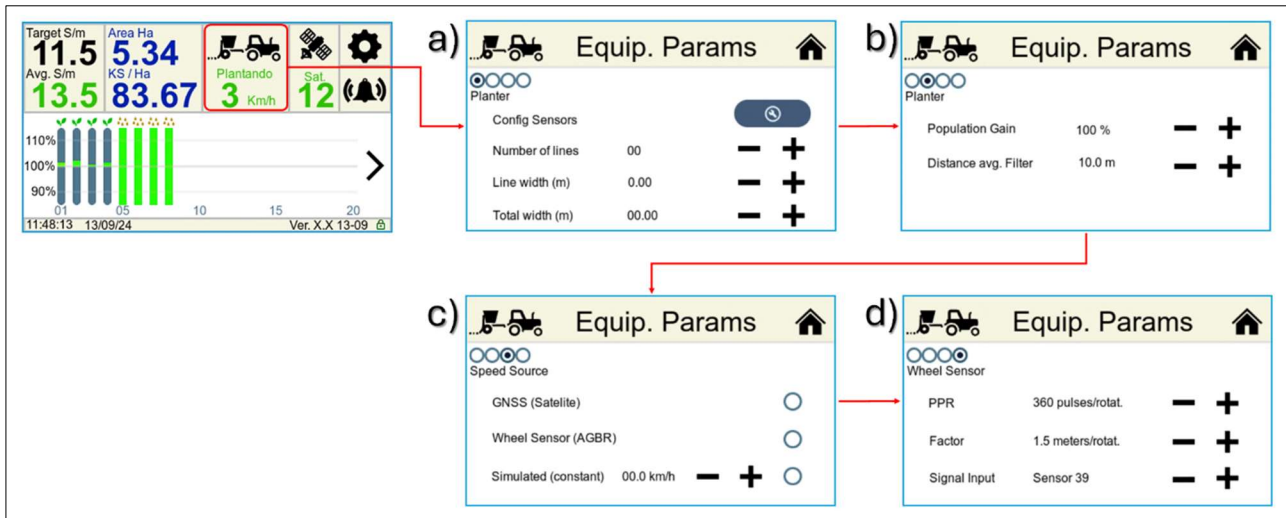 Target S/m Area Ha
11.5 5.34
Avg. S/m KS / Ha Plantando Sat.
13.5 83.67 3 Km/h 12
110%
100%
90%
01 05 10 15 20
11:48:13 13/09/24 Ver. X.X 13-09
a) Equip. Params
Planter
Config Sensors
Number of lines 00
Line width (m) 0.00
Total width (m) 00.00
b) Equip. Params
Planter
Population Gain 100 %
Distance avg. Filter 10.0 m
c) Equip. Params
Speed Source
GNSS (Satelite)
Wheel Sensor (AGBR)
Simulated (constant) 00.0 km/h
d) Equip. Params
Wheel Sensor
PPR 360 pulses/rotat.
Factor 1.5 meters/rotat.
Signal Input Sensor 39